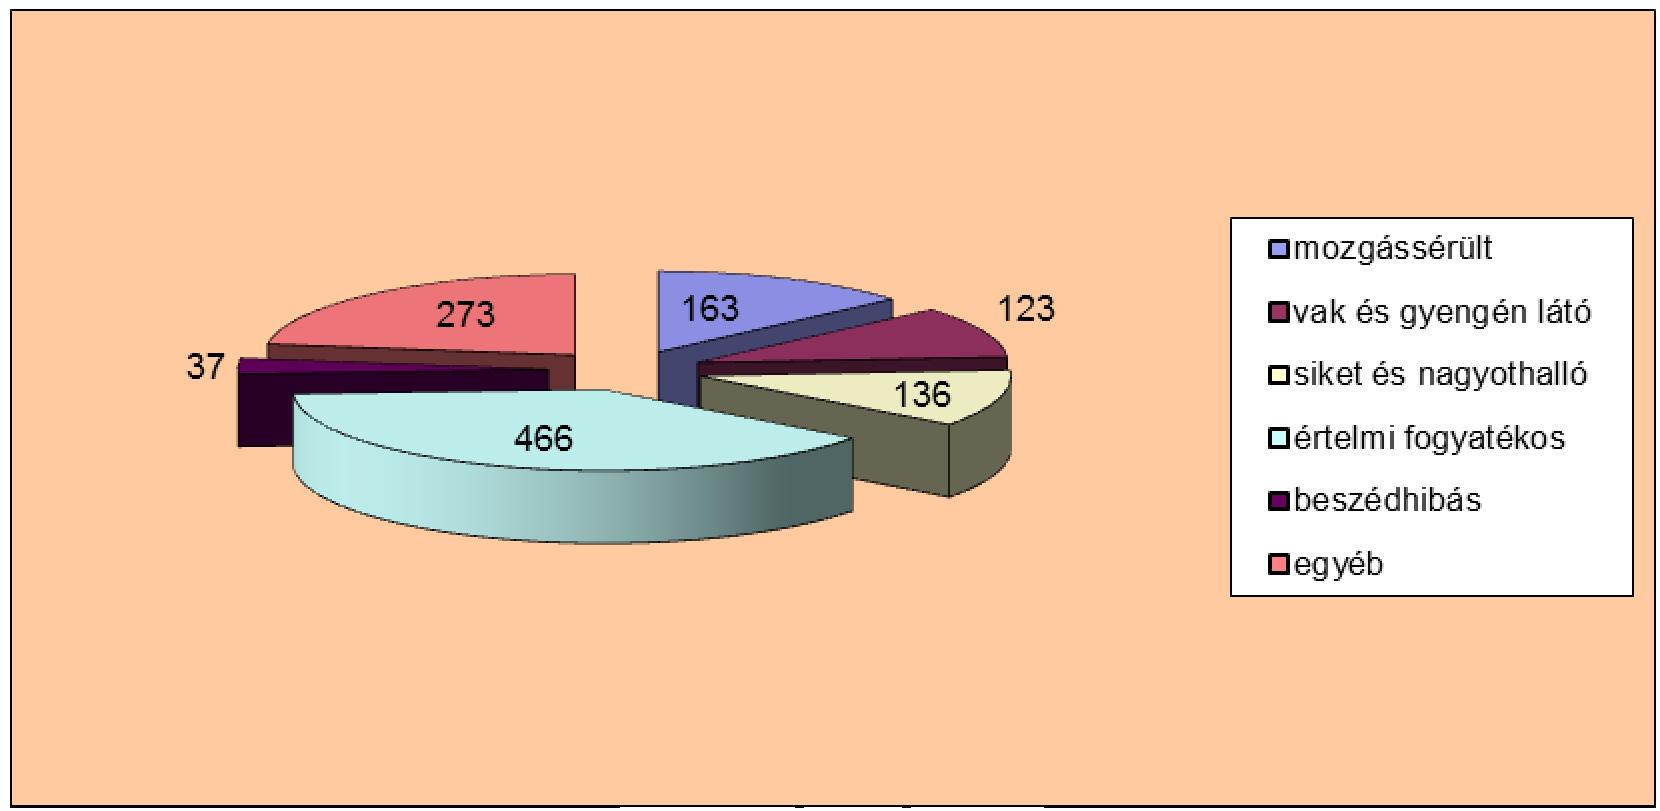 273
163
123
37
136
466
mozgássérült
vak és gyengén látó
siket és nagyothalló
értelmi fogyatékos
beszédhibás
egyéb